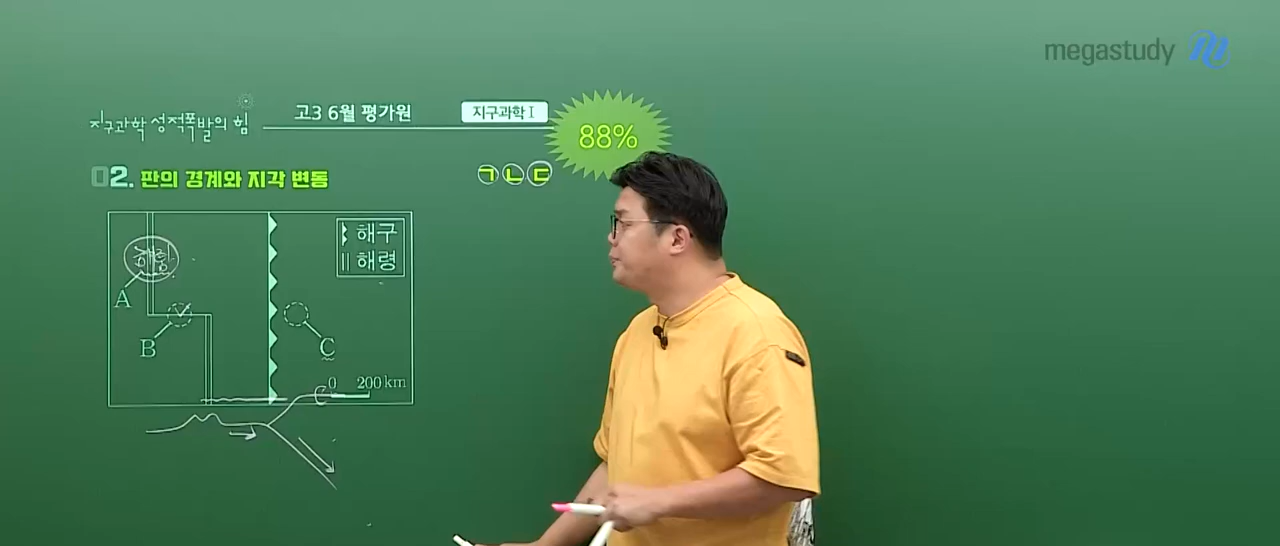 megastudy
지구과학 성적폭발의 힘
고3 6월 평가원
지구과학 I
88%
02. 판의 경계와 지각 변동
ㄱ ㄴ ㄷ
해구
해령
해령
A
B
C
0 200 km